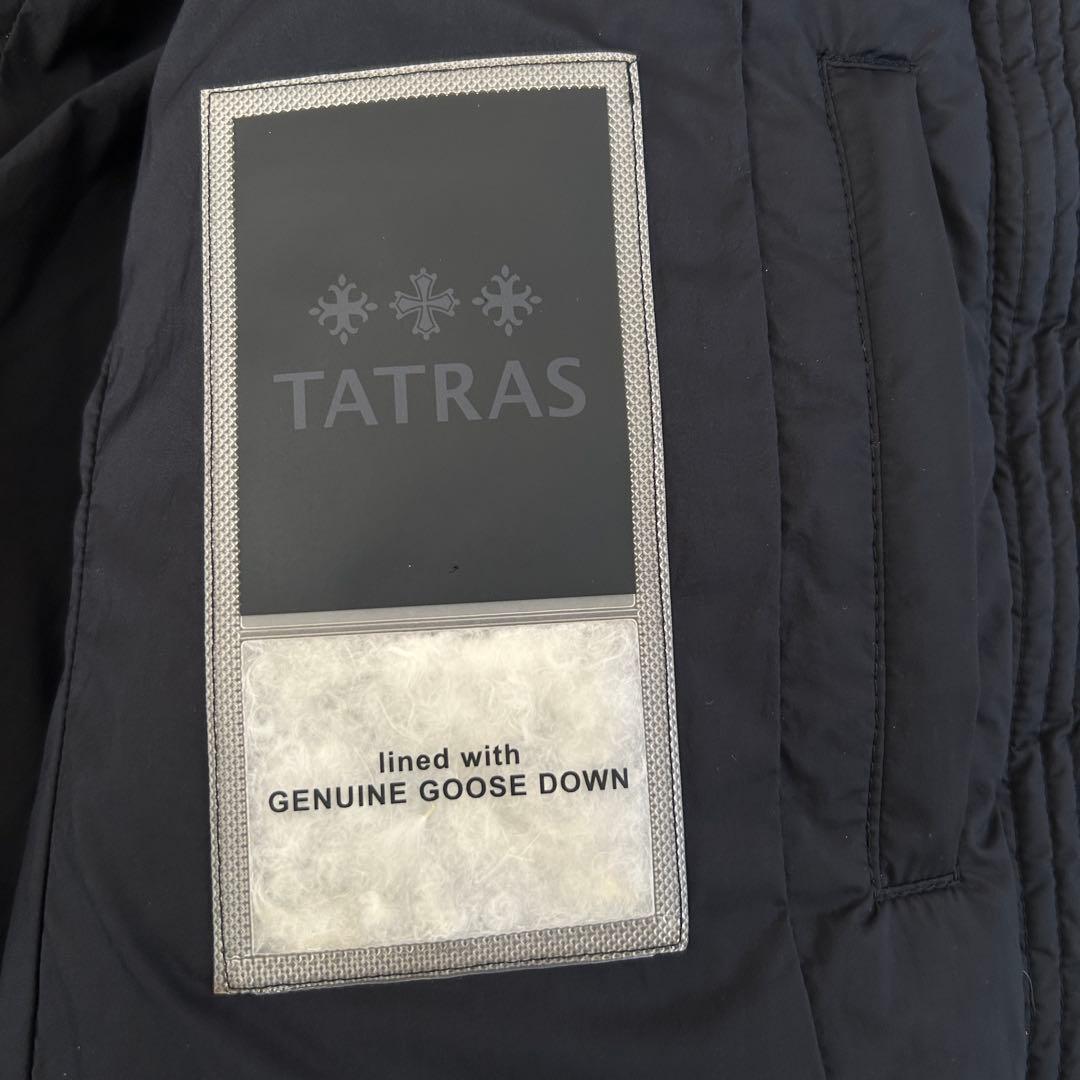 TATRAS
lined with
GENUINE GOOSE DOWN